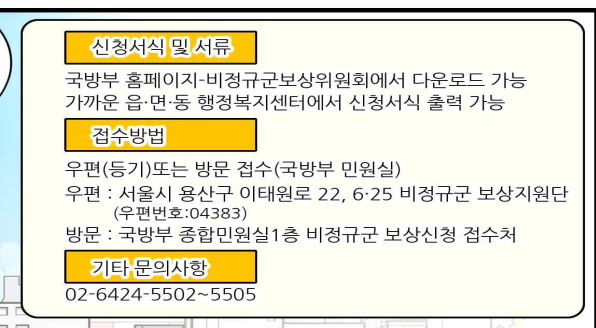 신청서식 및 서류
국방부 홈페이지-비정규군보상위원회에서 다운로드 가능
가까운 읍·면·동 행정복지센터에서 신청서식 출력 가능
접수방법
우편(등기)또는 방문 접수(국방부 민원실)
우편 : 서울시 용산구 이태원로 22, 6·25 비정규군 보상지원단
(우편번호:04383)
방문 : 국방부 종합민원실1층 비정규군 보상신청 접수처
기타 문의사항
02-6424-5502~5505